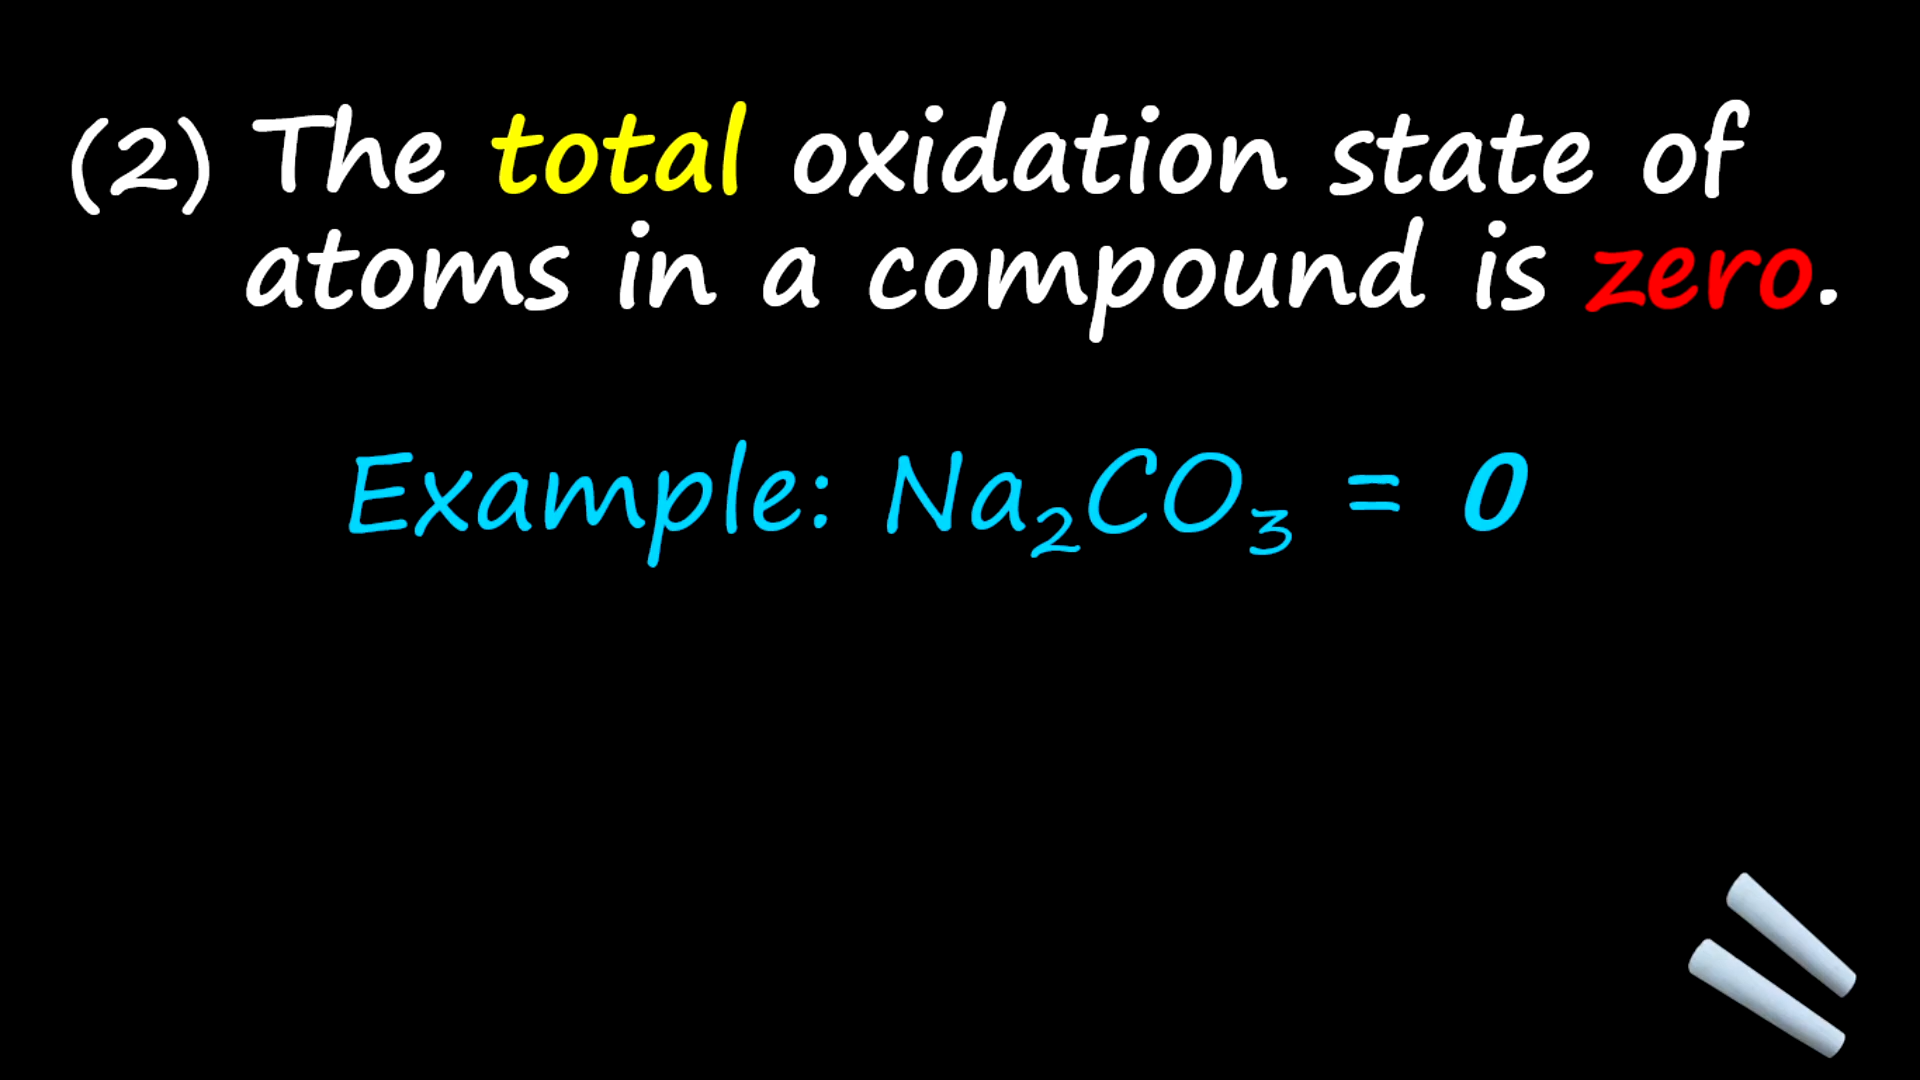 (2) The total oxidation state of
atoms in a compound is zero.
Example: Na₂CO₃ = 0